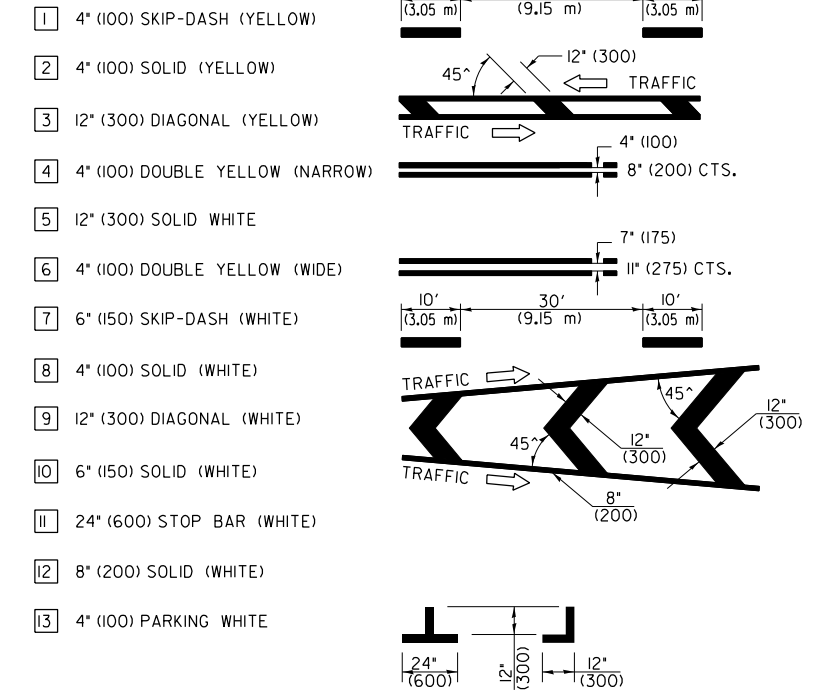 1 4" (100) SKIP-DASH (YELLOW)
(3.05 m) (9.15 m) (3.05 m)
2 4" (100) SOLID (YELLOW)
45^ 12" (300)
TRAFFIC
3 12" (300) DIAGONAL (YELLOW)
TRAFFIC
4 4" (100) DOUBLE YELLOW (NARROW)
4" (100)
8" (200) CTS.
5 12" (300) SOLID WHITE
6 4" (100) DOUBLE YELLOW (WIDE)
7" (175)
11" (275) CTS.
7 6" (150) SKIP-DASH (WHITE)
10' 30' 10'
(3.05 m) (9.15 m) (3.05 m)
8 4" (100) SOLID (WHITE)
TRAFFIC
45^
9 12" (300) DIAGONAL (WHITE)
12"
(300)
45^
12"
(300)
10 6" (150) SOLID (WHITE)
TRAFFIC
8"
(200)
11 24" (600) STOP BAR (WHITE)
12 8" (200) SOLID (WHITE)
13 4" (100) PARKING WHITE
24"
(600)
12"
(300)
12"
(300)